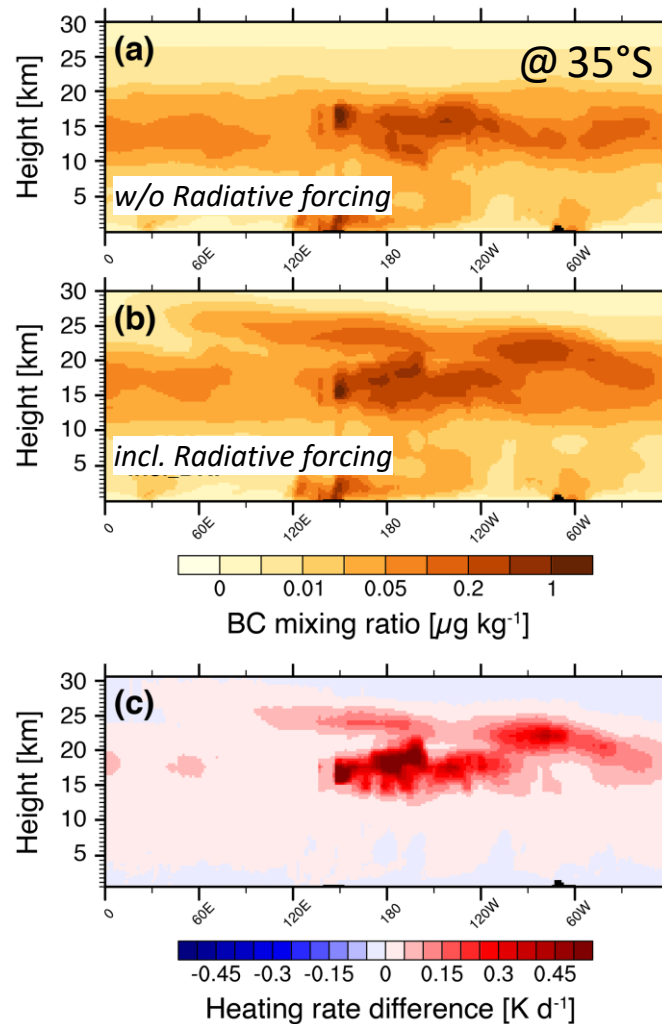 30
(a)
@ 35°S
25
20
15
10
5
Height [km]
w/o Radiative forcing
0
60E
120E
180
120W
60W
30
(b)
25
20
15
10
5
Height [km]
incl. Radiative forcing
0
60E
120E
180
120W
60W
0
0.01
0.05
0.2
1
BC mixing ratio [µg kg⁻¹]
30
(c)
25
20
15
10
5
Height [km]
0
60E
120E
180
120W
60W
-0.45
-0.3
-0.15
0
0.15
0.3
0.45
Heating rate difference [K d⁻¹]